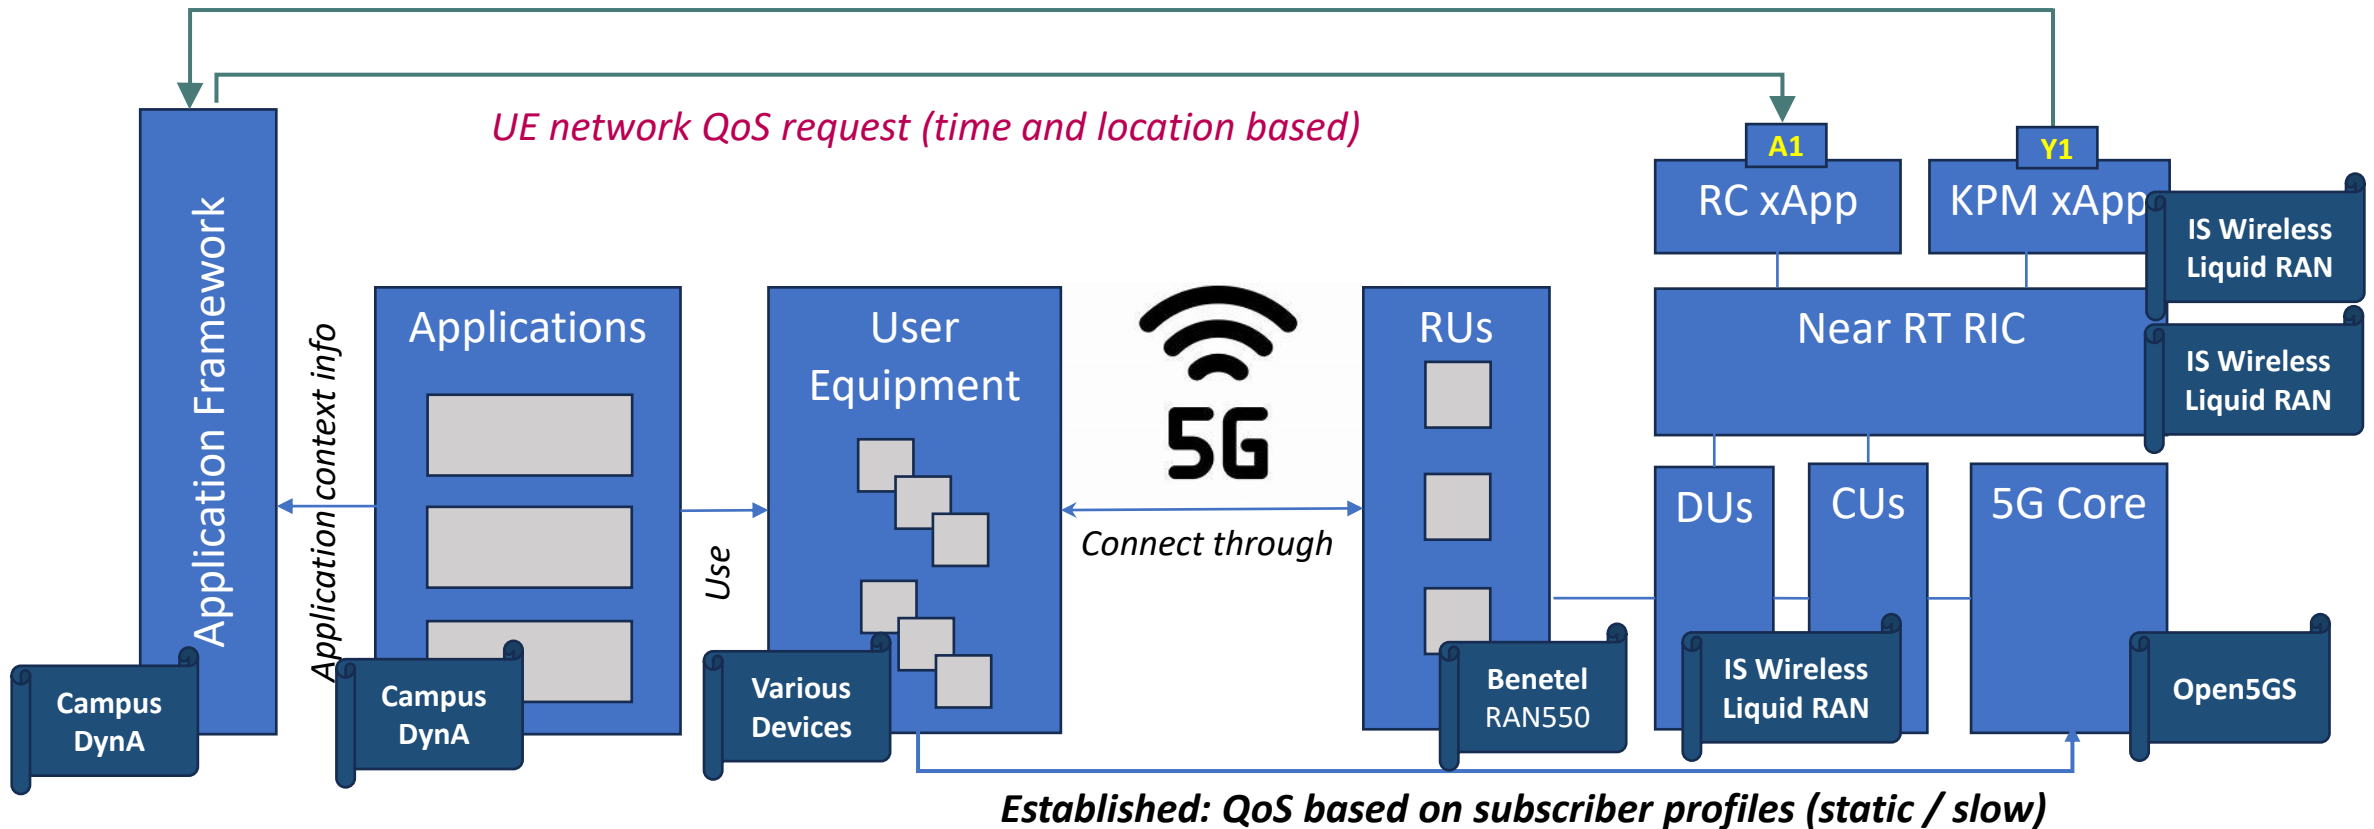 UE network QoS request (time and location based)
A1
Y1
RC xApp
KPM xApp
IS Wireless
Liquid RAN
Application Framework
Application context info
Applications
Use
User
Equipment
5G
Connect through
RUs
Near RT RIC
IS Wireless
Liquid RAN
DUs
CUs
5G Core
Campus
DynA
Campus
DynA
Various
Devices
Benetel
RAN550
IS Wireless
Liquid RAN
Open5GS
Established: QoS based on subscriber profiles (static / slow)